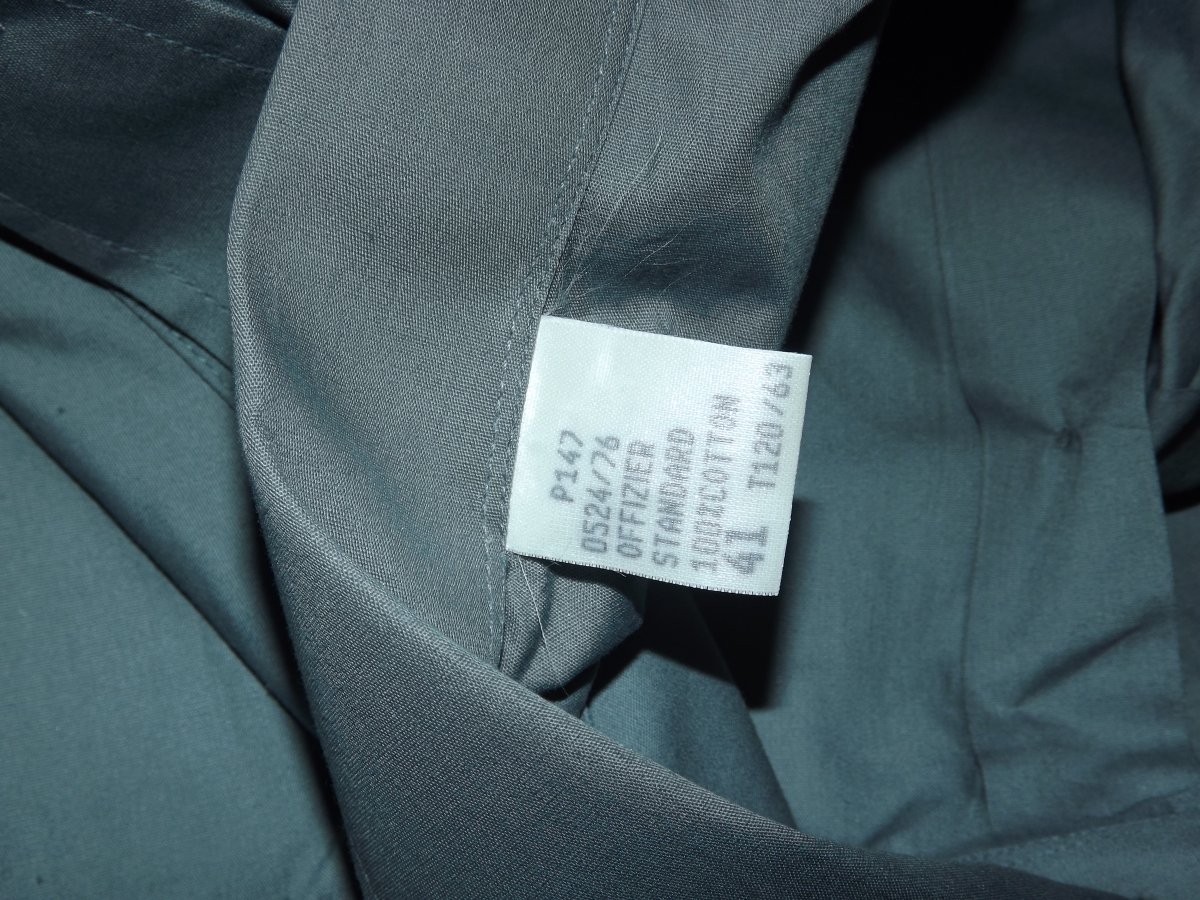 P147
0524/76
OFFIZIER
STANDARD
100%COTTON
41 T120/63